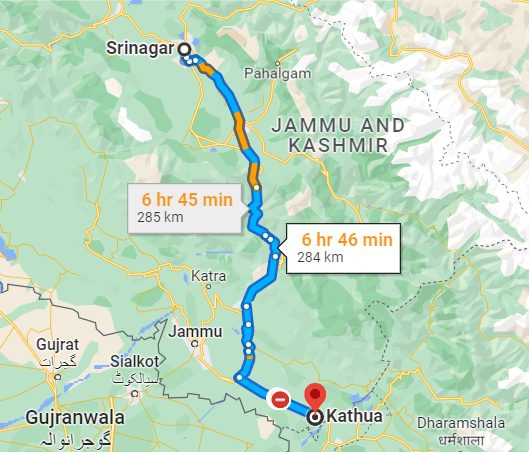 Srinagar
Pahalgam
JAMMU AND
KASHMIR
6 hr 45 min
285 km
6 hr 46 min
284 km
Katra
Jammu
Gujrat
گجرات
Sialkot
سیالکوٹ
Gujranwala
گوجرانوالہ
Kathua
Dharamshala
धर्मशाला